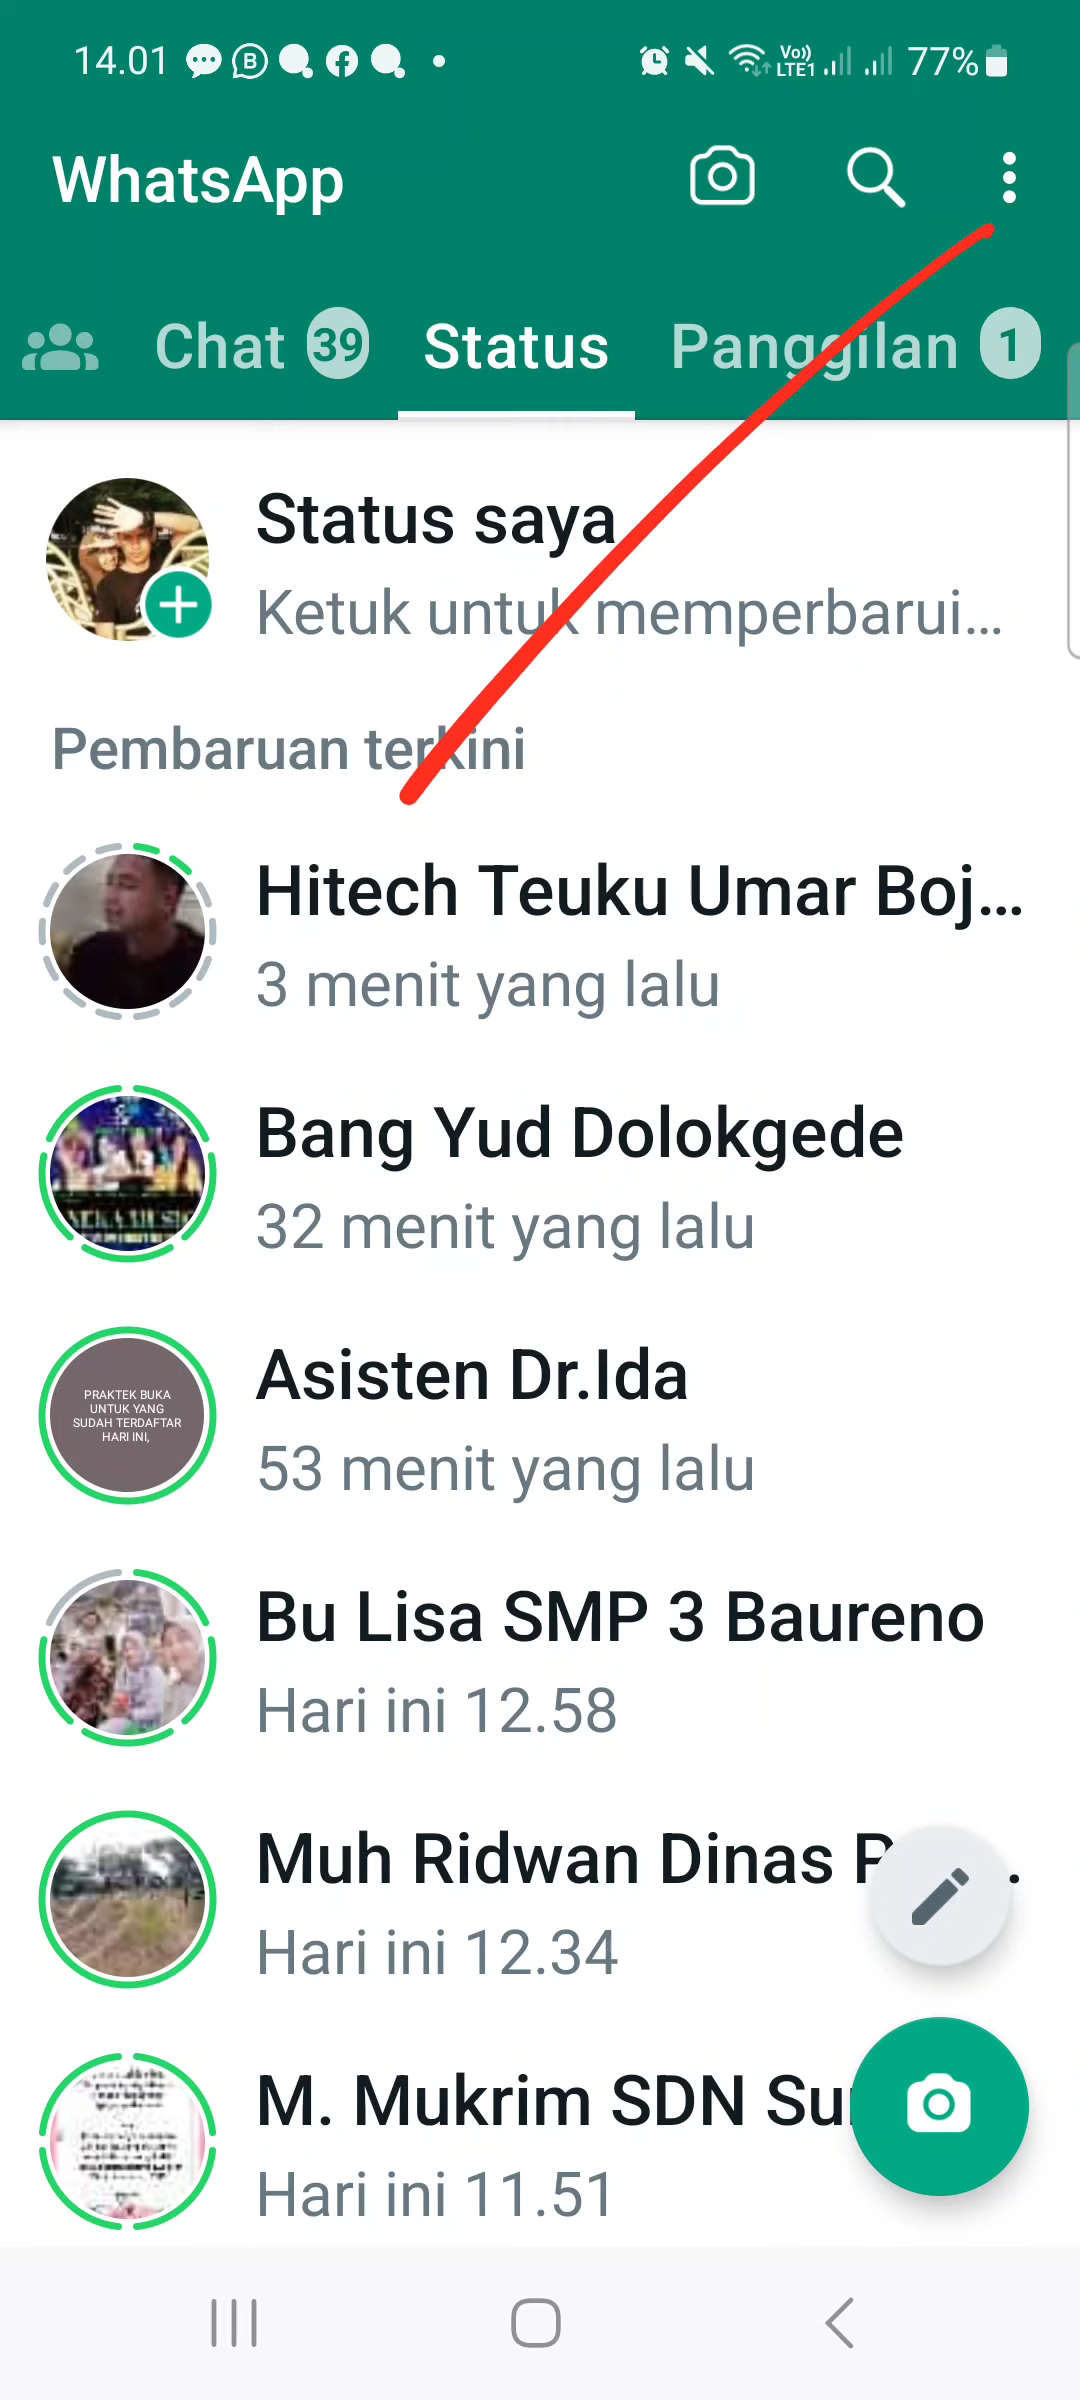 14.01 B Vo)) LTE1 77%
WhatsApp
Chat 39 Status Panggilan 1
Status saya
Ketuk untuk memperbarui...
Pembaruan terkini
Hitech Teuku Umar Boj...
3 menit yang lalu
Bang Yud Dolokgede
32 menit yang lalu
PRAKTEK BUKA
UNTUK YANG
SUDAH TERDAFTAR
HARI INI,
Asisten Dr.Ida
53 menit yang lalu
Bu Lisa SMP 3 Baureno
Hari ini 12.58
Muh Ridwan Dinas
Hari ini 12.34
M. Mukrim SDN
Hari ini 11.51